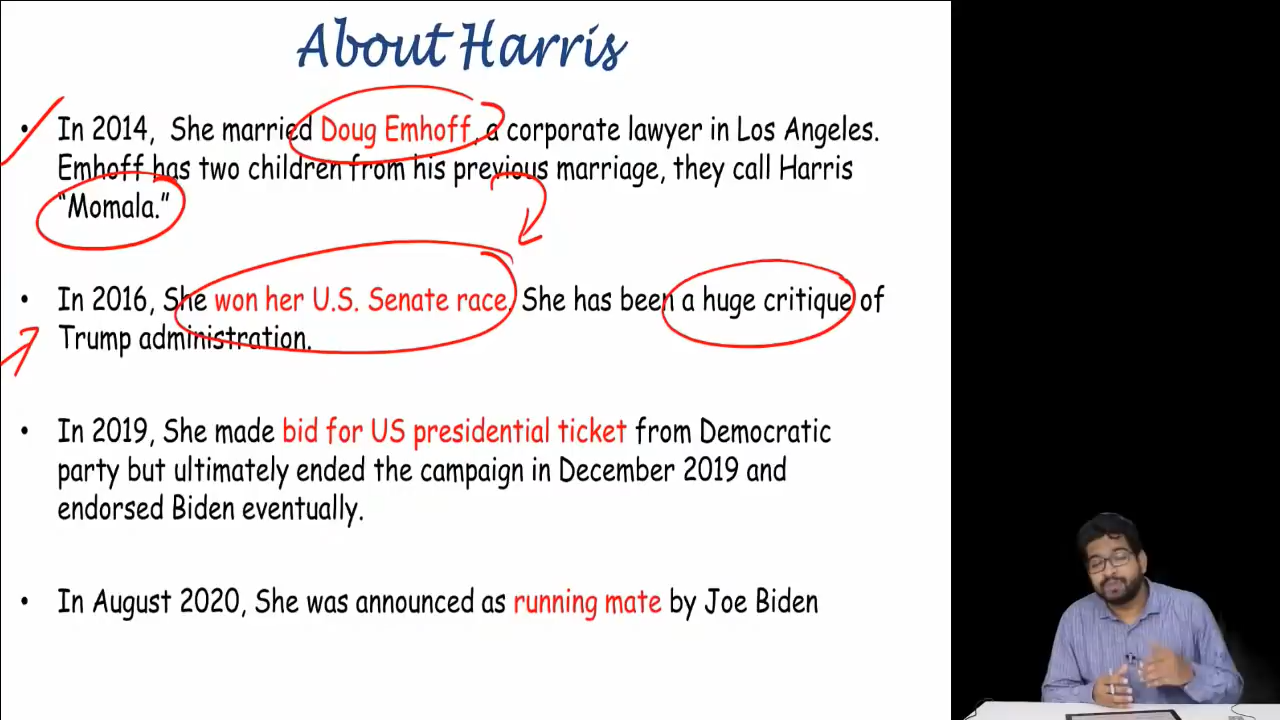 About Harris
• In 2014, She married Doug Emhoff, a corporate lawyer in Los Angeles.
Emhoff has two children from his previous marriage, they call Harris
“Momala.”
• In 2016, She won her U.S. Senate race. She has been a huge critique of
Trump administration.
• In 2019, She made bid for US presidential ticket from Democratic
party but ultimately ended the campaign in December 2019 and
endorsed Biden eventually.
• In August 2020, She was announced as running mate by Joe Biden